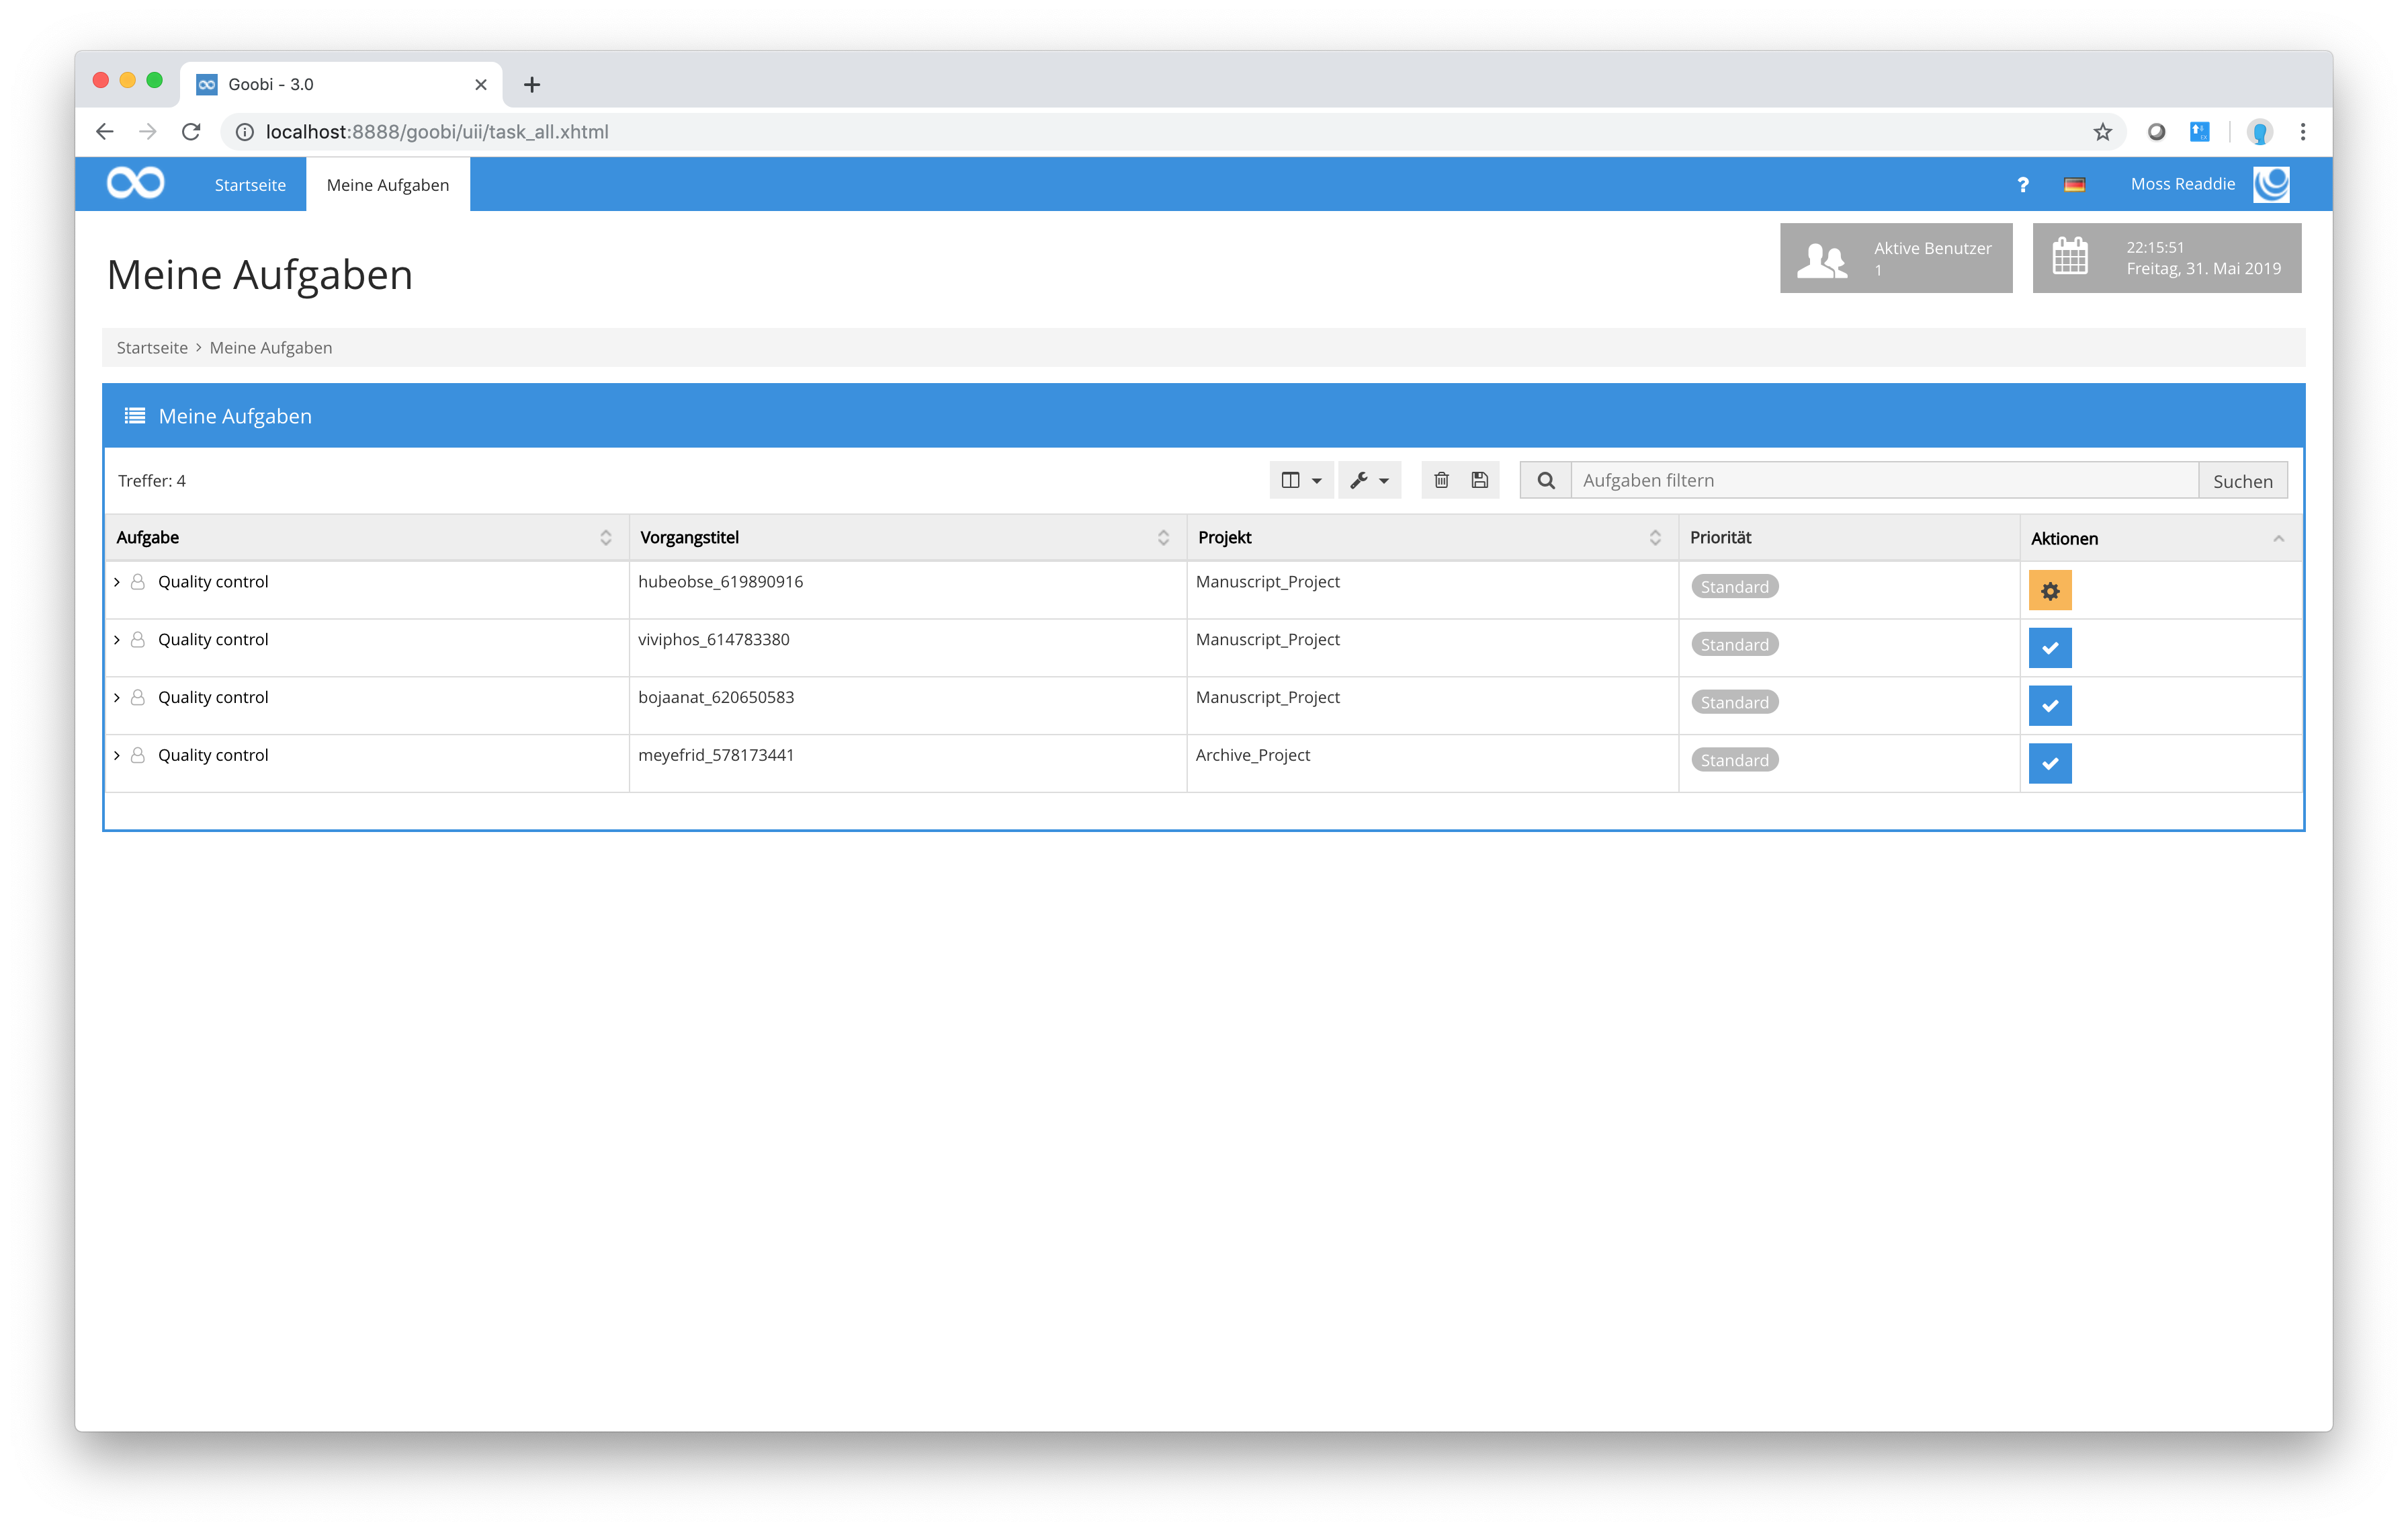 Goobi - 3.0
localhost:8888/goobi/uii/task_all.xhtml
Startseite Meine Aufgaben ? Moss Readdie
Meine Aufgaben
Aktive Benutzer
1
22:15:51
Freitag, 31. Mai 2019
Startseite > Meine Aufgaben
Meine Aufgaben
Treffer: 4 Aufgaben filtern Suchen
Aufgabe Vorgangstitel Projekt Priorität Aktionen
Quality control hubeobse_619890916 Manuscript_Project Standard
Quality control viviphos_614783380 Manuscript_Project Standard
Quality control bojaanat_620650583 Manuscript_Project Standard
Quality control meyefrid_578173441 Archive_Project Standard